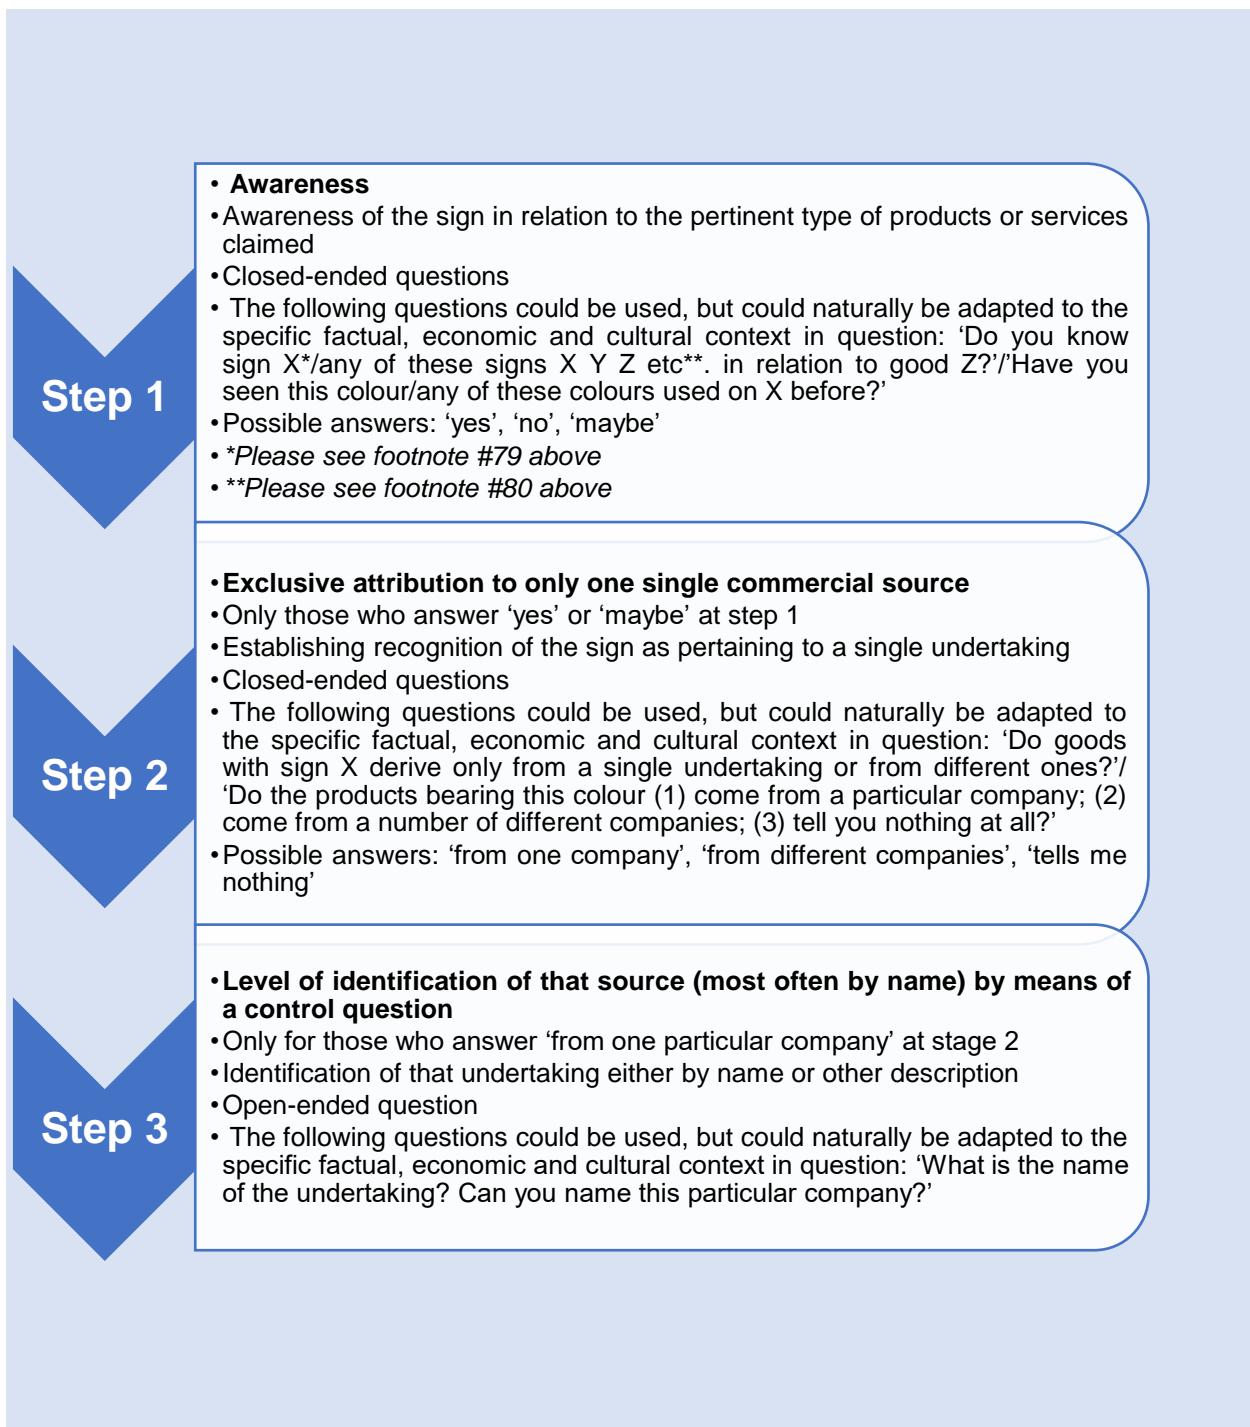 • Awareness
•Awareness of the sign in relation to the pertinent type of products or services
claimed
•Closed-ended questions
• The following questions could be used, but could naturally be adapted to the
specific factual, economic and cultural context in question: ‘Do you know
sign X*/any of these signs X Y Z etc**. in relation to good Z?’/’Have you
seen this colour/any of these colours used on X before?’
•Possible answers: ‘yes’, ‘no’, ‘maybe’
•*Please see footnote #79 above
•**Please see footnote #80 above
Step 1
•Exclusive attribution to only one single commercial source
•Only those who answer ‘yes’ or ‘maybe’ at step 1
•Establishing recognition of the sign as pertaining to a single undertaking
•Closed-ended questions
• The following questions could be used, but could naturally be adapted to
the specific factual, economic and cultural context in question: ‘Do goods
with sign X derive only from a single undertaking or from different ones?’/
‘Do the products bearing this colour (1) come from a particular company; (2)
come from a number of different companies; (3) tell you nothing at all?’
•Possible answers: ‘from one company’, ‘from different companies’, ‘tells me
nothing’
Step 2
•Level of identification of that source (most often by name) by means of
a control question
•Only for those who answer ‘from one particular company’ at stage 2
•Identification of that undertaking either by name or other description
•Open-ended question
• The following questions could be used, but could naturally be adapted to the
specific factual, economic and cultural context in question: ‘What is the name
of the undertaking? Can you name this particular company?’
Step 3